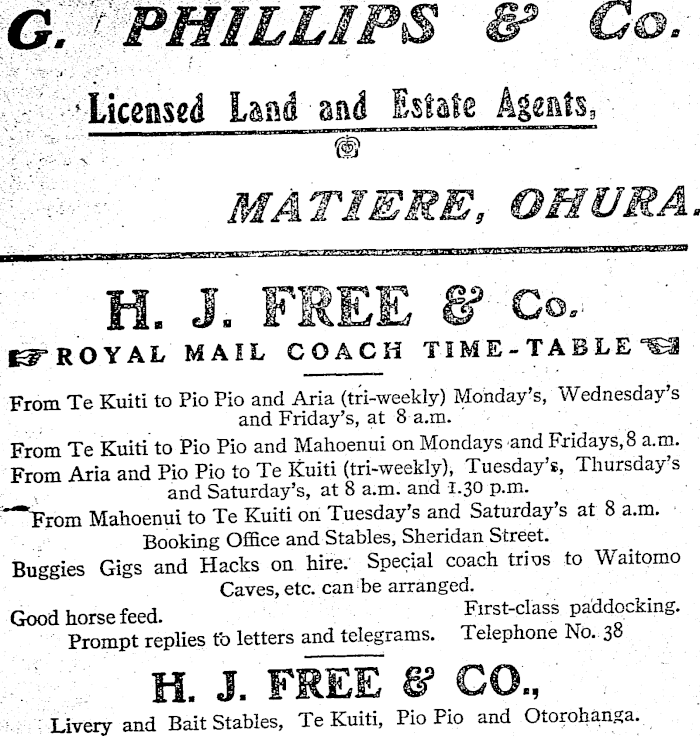 G. PHILLIPS & Co.
Licensed Land and Estate Agents,
MATIERE, OHURA.
H. J. FREE & Co.
ROYAL MAIL COACH TIME-TABLE
From Te Kuiti to Pio Pio and Aria (tri-weekly) Monday's, Wednesday's
and Friday's, at 8 a.m.
From Te Kuiti to Pio Pio and Mahoenui on Mondays and Fridays, 8 a.m.
From Aria and Pio Pio to Te Kuiti (tri-weekly), Tuesday's, Thursday's
and Saturday's, at 8 a.m. and 1.30 p.m.
From Mahoenui to Te Kuiti on Tuesday's and Saturday's at 8 a.m.
Booking Office and Stables, Sheridan Street.
Buggies Gigs and Hacks on hire. Special coach trips to Waitomo
Caves, etc. can be arranged.
Good horse feed. First-class paddocking.
Prompt replies to letters and telegrams. Telephone No. 38
H. J. FREE & CO.,
Livery and Bait Stables, Te Kuiti, Pio Pio and Otorohanga.